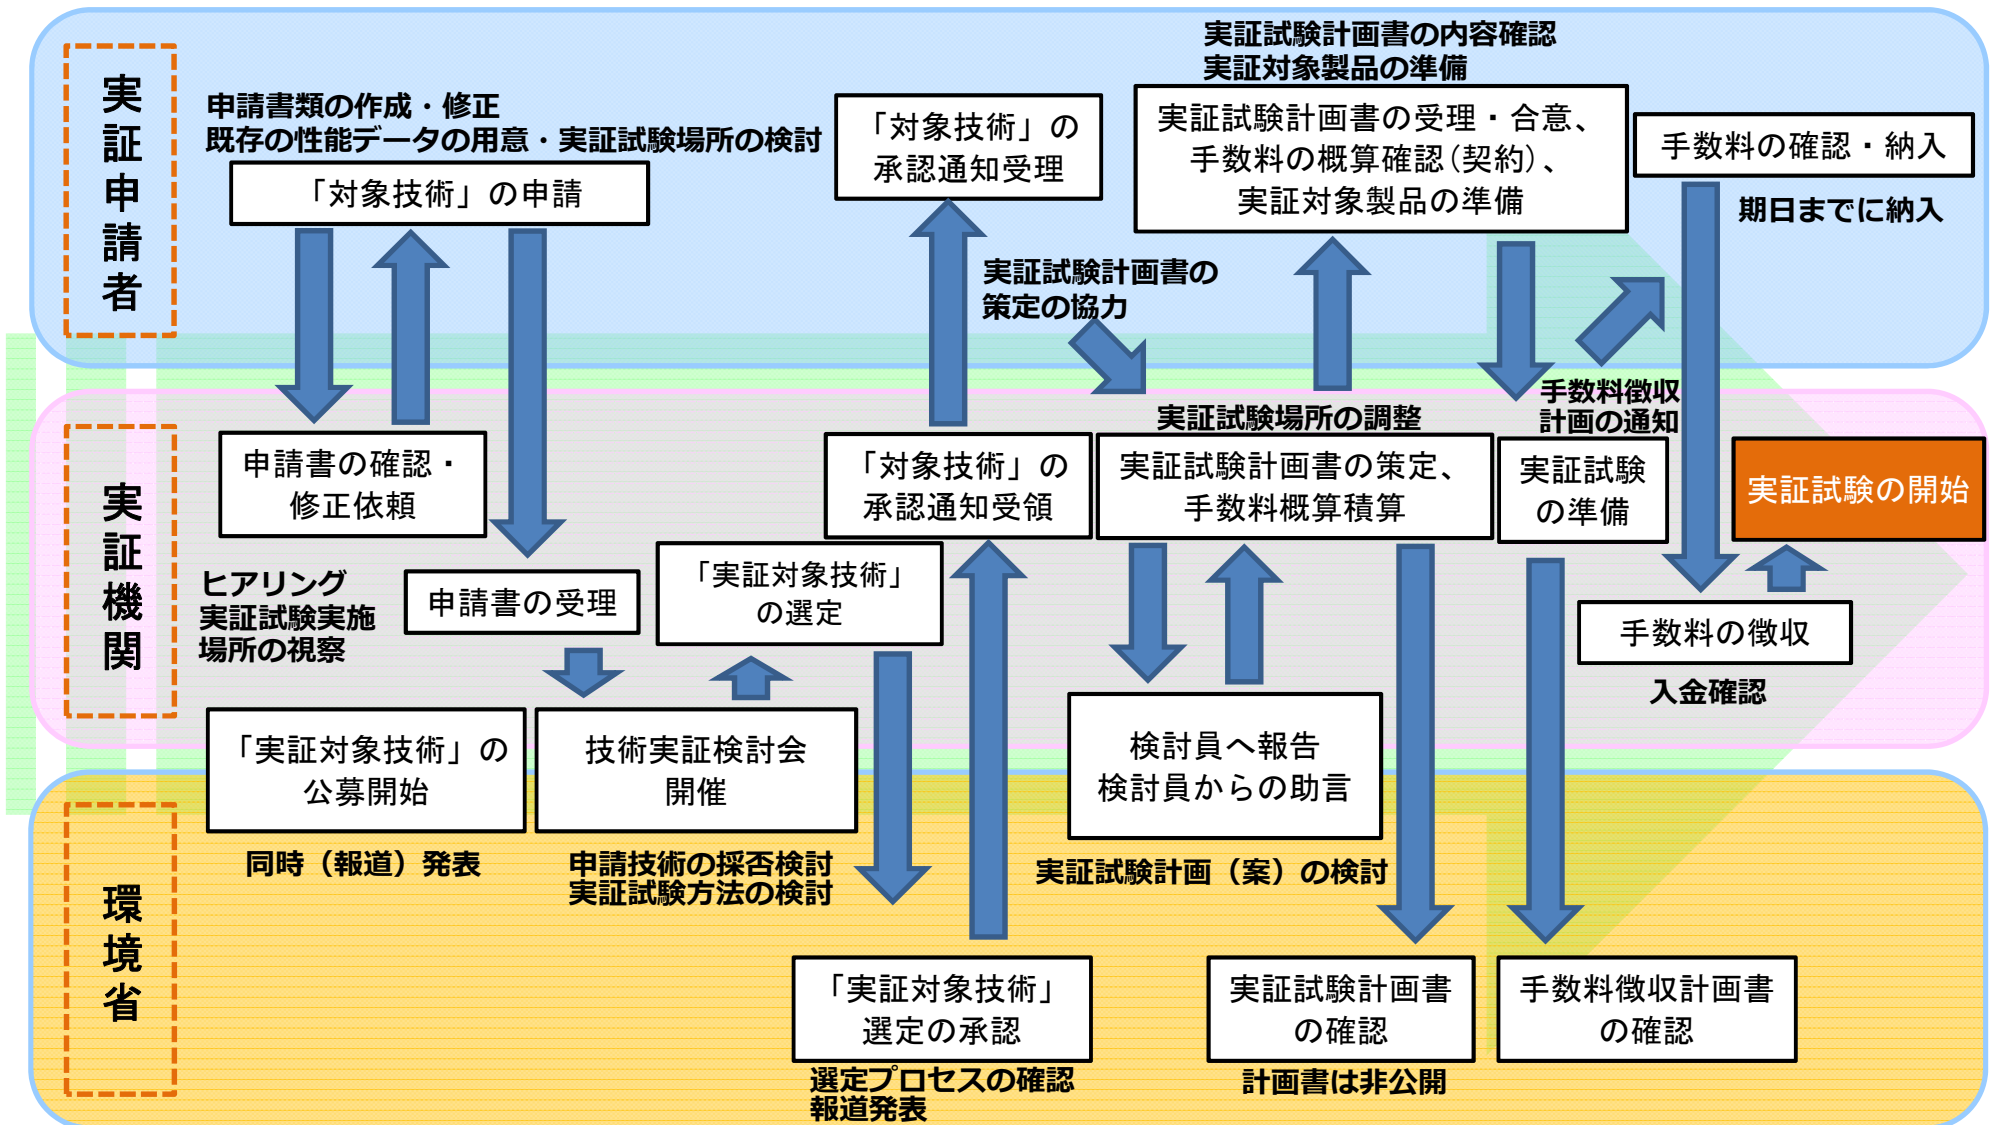 実証申請者
申請書類の作成・修正
既存の性能データの用意・実証試験場所の検討
「対象技術」の申請
「対象技術」の
承認通知受理
実証試験計画書の内容確認
実証対象製品の準備
実証試験計画書の受理・合意、
手数料の概算確認(契約)、
実証対象製品の準備
手数料の確認・納入
期日までに納入
実証試験計画書の
策定の協力
手数料徴収
計画の通知
実証機関
申請書の確認・
修正依頼
ヒアリング
実証試験実施
場所の視察
申請書の受理
「実証対象技術」
の選定
「対象技術」の
承認通知受領
実証試験場所の調整
実証試験計画書の策定、
手数料概算積算
実証試験
の準備
実証試験の開始
手数料の徴収
入金確認
「実証対象技術」の
公募開始
同時（報道）発表
技術実証検討会
開催
申請技術の採否検討
実証試験方法の検討
検討員へ報告
検討員からの助言
実証試験計画（案）の検討
環境省
「実証対象技術」
選定の承認
選定プロセスの確認
報道発表
実証試験計画書
の確認
計画書は非公開
手数料徴収計画書
の確認